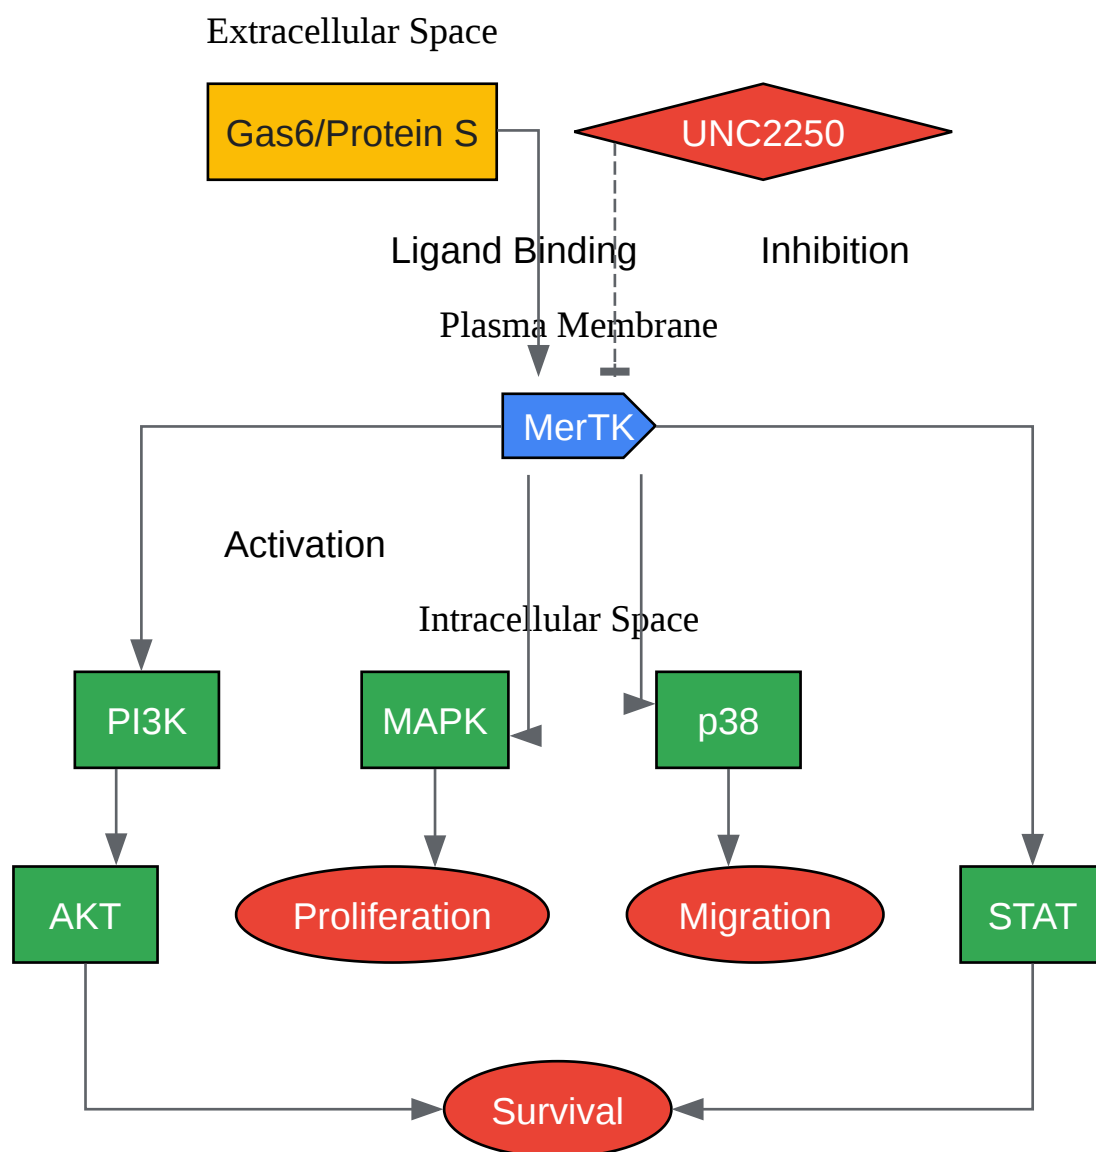 Extracellular Space
Gas6/Protein S
UNC2250
Ligand Binding
Inhibition
Plasma Membrane
MerTK
Activation
Intracellular Space
PI3K
MAPK
p38
AKT
Proliferation
Migration
STAT
Survival